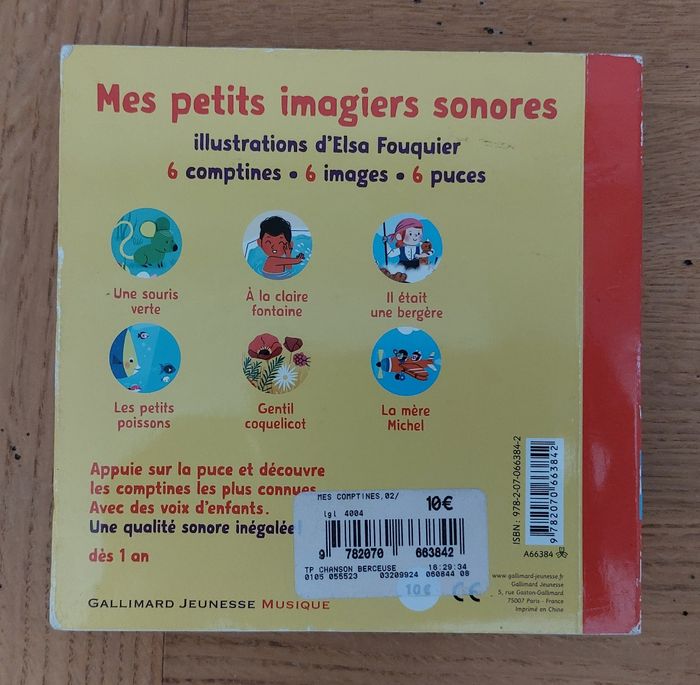 Mes petits imagiers sonores
illustrations d'Elsa Fouquier
6 comptines • 6 images • 6 puces
Une souris
verte
À la claire
fontaine
Il était
une bergère
Les petits
poissons
Gentil
coquelicot
La mère
Michel
Appuie sur la puce et découvre
les comptines les plus connues
Avec des voix d'enfants.
Une qualité sonore inégalée!
dès 1 an
GALLIMARD JEUNESSE MUSIQUE
MES COMPTINES,02/ 10€
lgl 4004
9 782070 663842
TP CHANSON BERCEUSE 18.29:34
0105 055523 03209924 060844 08
10€
CE
ISBN : 978-2-07-066384-2
9 782070 663842
A66384
www.gallimard-jeunesse.fr
Gallimard Jeunesse
5, rue Gaston-Gallimard
75007 Paris - France
Imprimé en Chine